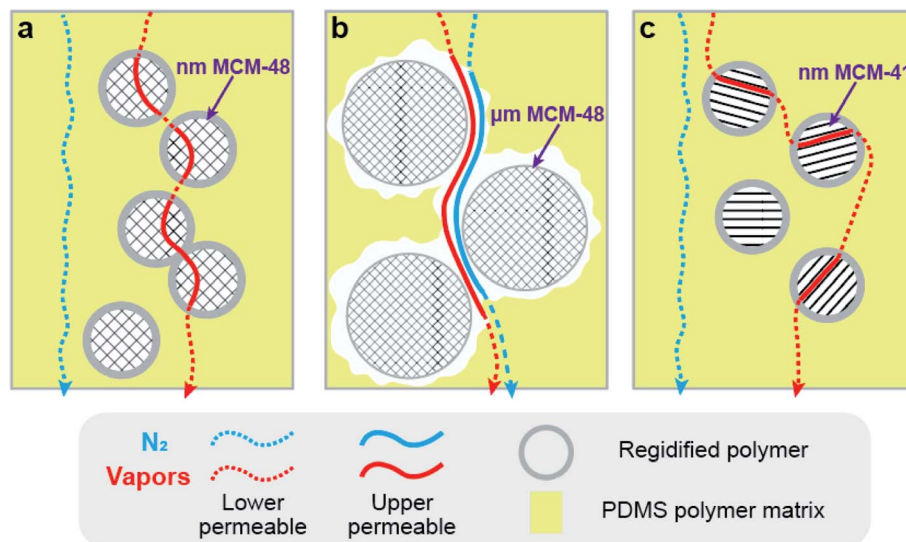 a
nm MCM-48
b
µm MCM-48
c
nm MCM-41
N₂
Vapors
Lower
permeable
Upper
permeable
Regidified polymer
PDMS polymer matrix